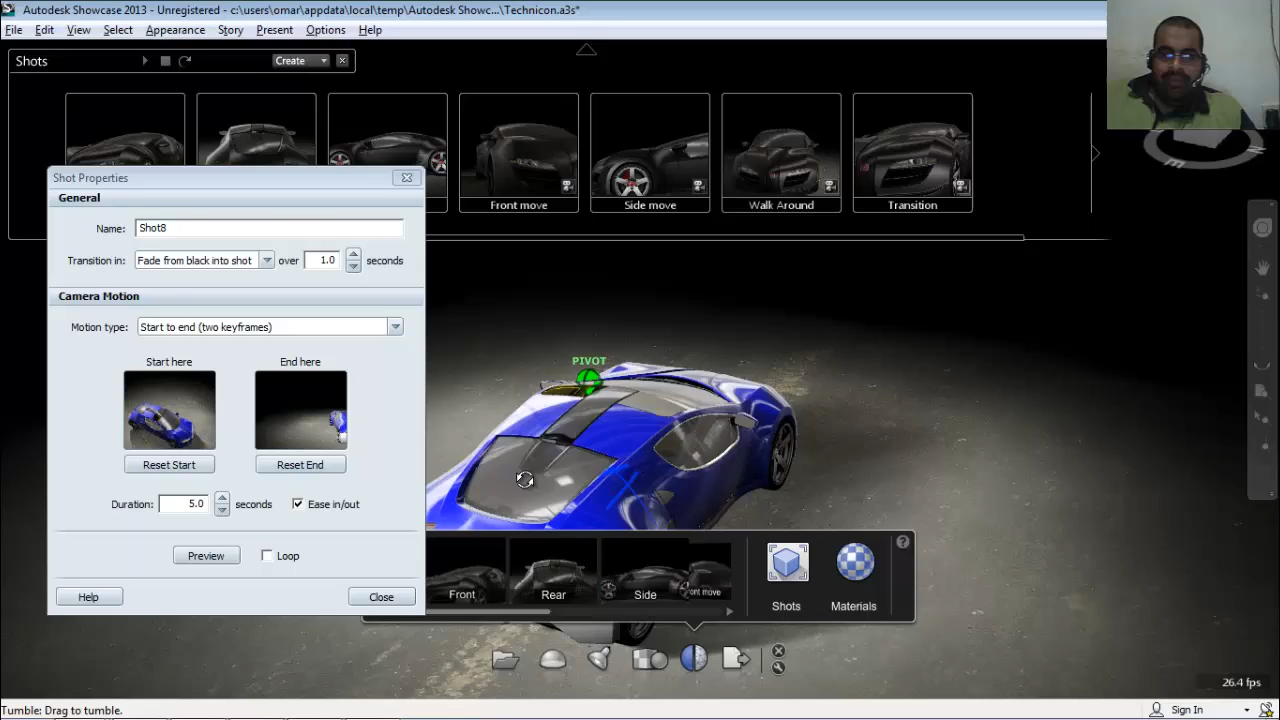 Autodesk Showcase 2013 - Unregistered - c:\users\omar\appdata\local\temp\Autodesk Showc...\Technicon.a3s*
File Edit View Select Appearance Story Present Options Help
Shots
Create
Front move
Side move
Walk Around
Transition
Shot Properties
General
Name: Shot8
Transition in: Fade from black into shot over 1.0 seconds
Camera Motion
Motion type: Start to end (two keyframes)
Start here End here
Reset Start Reset End
Duration: 5.0 seconds Ease in/out
Preview Loop
Help Close
PIVOT
Front Rear Side ont move
Shots Materials
26.4 fps
Tumble: Drag to tumble. Sign In